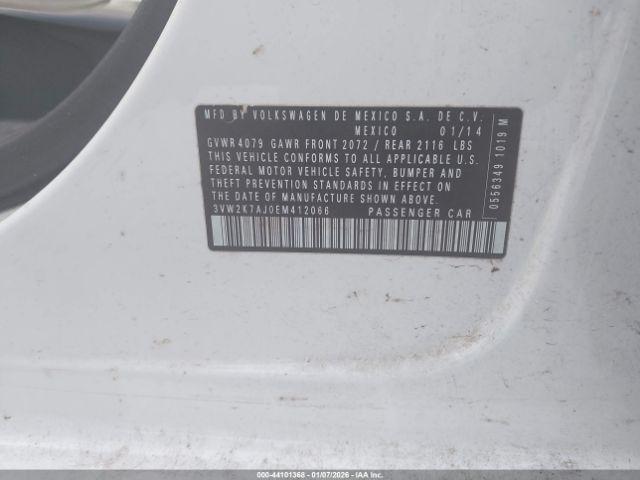 MFD BY VOLKSWAGEN DE MEXICO S.A. DE C.V.
MEXICO 01/14
GVWR 4079 GAWR FRONT 2072 / REAR 2116 LBS
THIS VEHICLE CONFORMS TO ALL APPLICABLE U.S.
FEDERAL MOTOR VEHICLE SAFETY, BUMPER AND
THEFT PREVENTION STANDARDS IN EFFECT ON
THE DATE OF MANUFACTURE SHOWN ABOVE
3VW2K7AJ0EM412066 PASSENGER CAR
0556349 1019 M
000-44101368 - 01/07/2026 - IAAI.COM